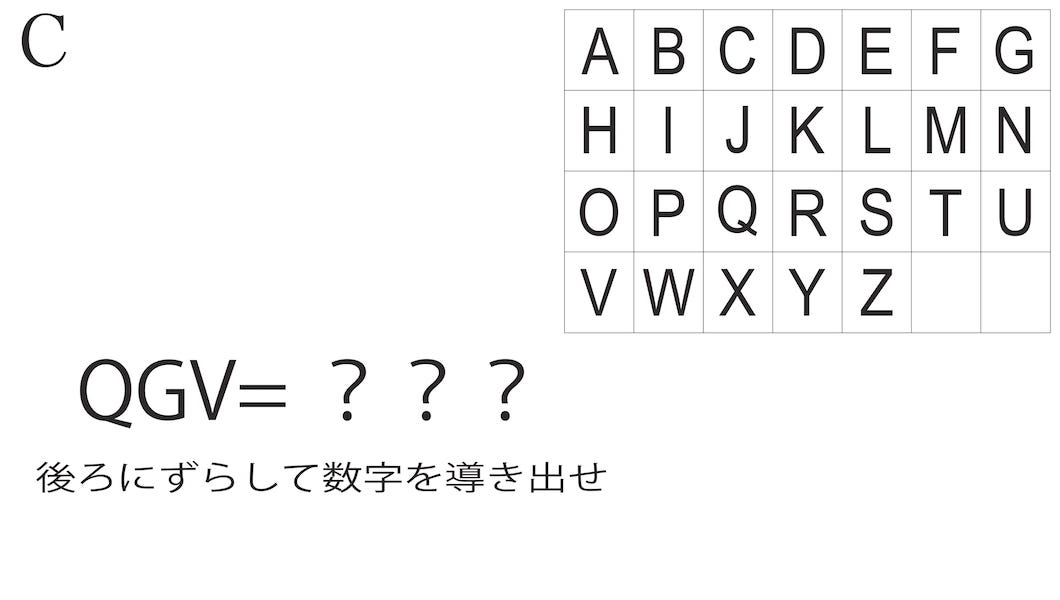 C
A B C D E F G
H I J K L M N
O P Q R S T U
V W X Y Z
QGV= ? ? ?
後ろにずらして数字を導き出せ